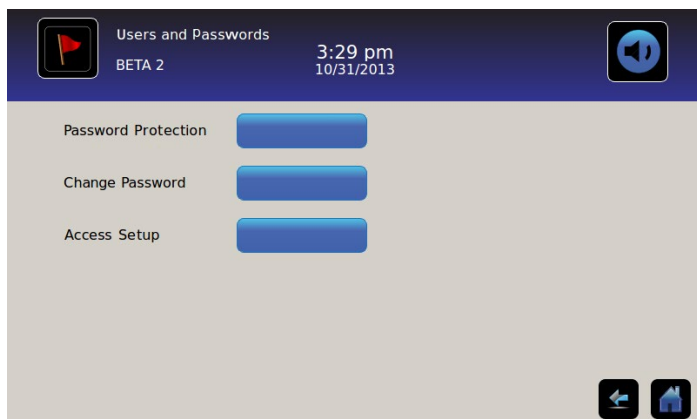 Users and Passwords
BETA 2
3:29 pm
10/31/2013
Password Protection
Change Password
Access Setup